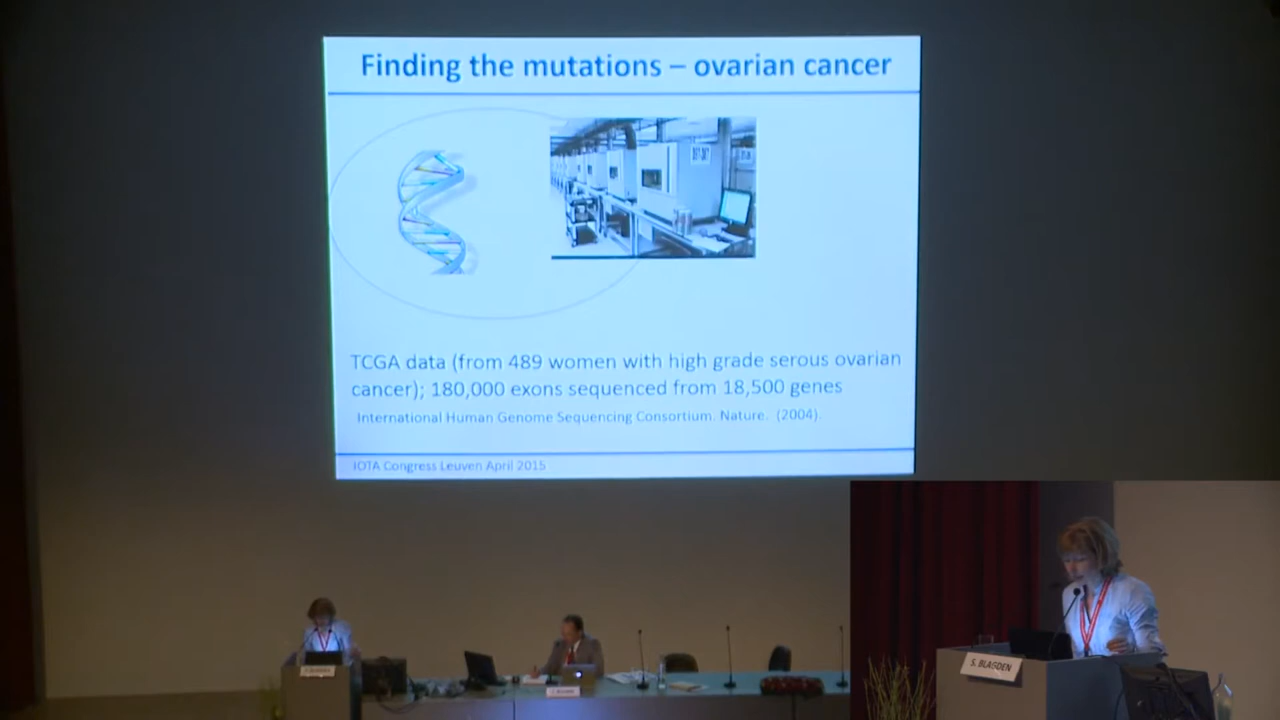 Finding the mutations – ovarian cancer
TCGA data (from 489 women with high grade serous ovarian
cancer); 180,000 exons sequenced from 18,500 genes
International Human Genome Sequencing Consortium. Nature. (2004).
IOTA Congress Leuven April 2015
S. BLAGDEN